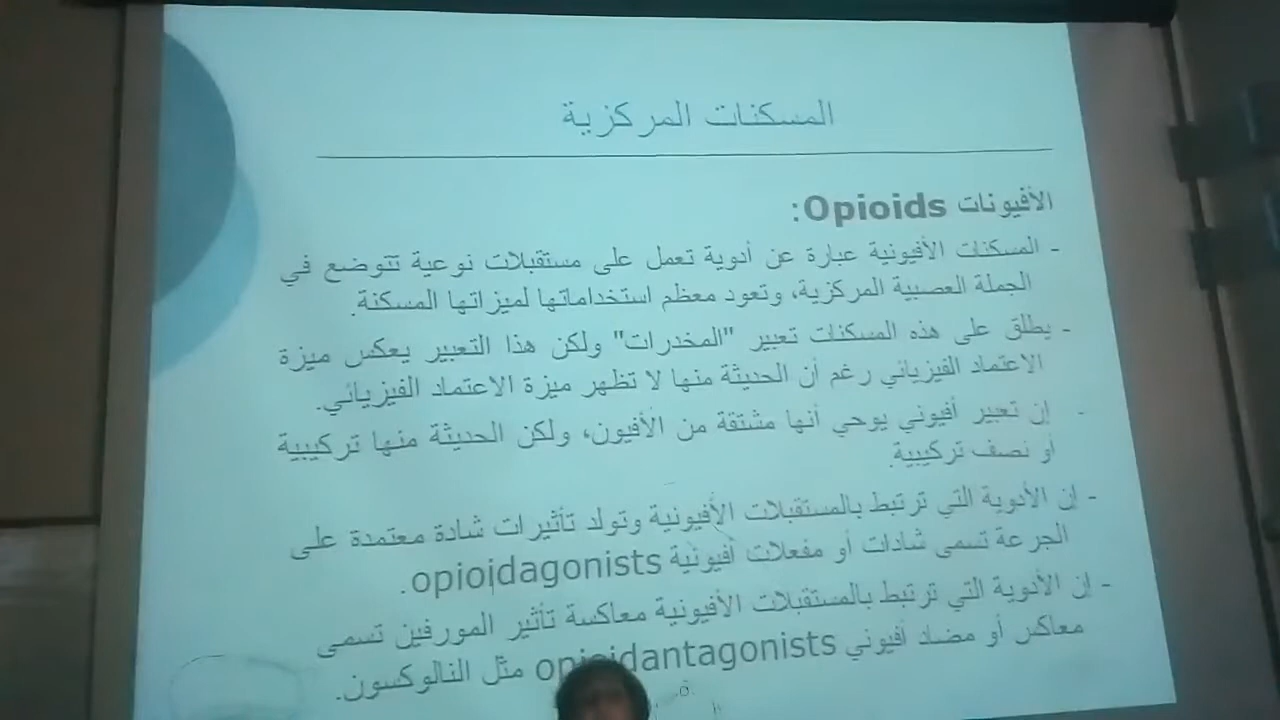 المسكنات المركزية
الأفيونات Opioids:
- المسكنات الأفيونية عبارة عن أدوية تعمل على مستقبلات نوعية تتوضع في
الجملة العصبية المركزية، وتعود معظم استخداماتها لميزاتها المسكنة.
- يطلق على هذه المسكنات تعبير "المخدرات" ولكن هذا التعبير يعكس ميزة
الاعتماد الفيزيائي رغم أن الحديثة منها لا تظهر ميزة الاعتماد الفيزيائي.
- إن تعبير أفيوني يوحي أنها مشتقة من الأفيون، ولكن الحديثة منها تركيبية
أو نصف تركيبية.
- إن الأدوية التي ترتبط بالمستقبلات الأفيونية وتولد تأثيرات شادة معتمدة على
الجرعة تسمى شادات أو مفعلات أفيونية opioidagonists.
- إن الأدوية التي ترتبط بالمستقبلات الأفيونية معاكسة تأثير المورفين تسمى
معاكس أو مضاد أفيوني opioidantagonists مثل النالوكسون.